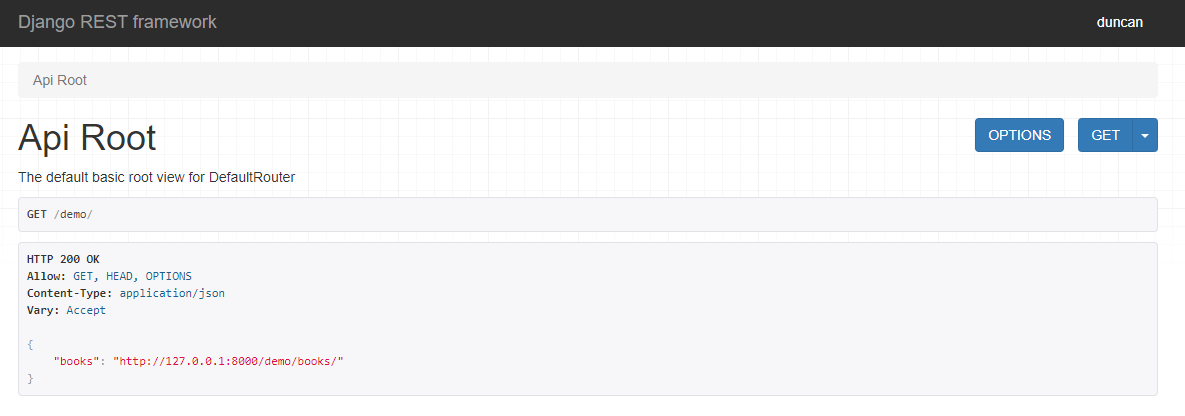 Django REST framework
duncan
Api Root
Api Root
OPTIONS
GET
The default basic root view for DefaultRouter
GET /demo/
HTTP 200 OK
Allow: GET, HEAD, OPTIONS
Content-Type: application/json
Vary: Accept
{
    "books": "http://127.0.0.1:8000/demo/books/"
}